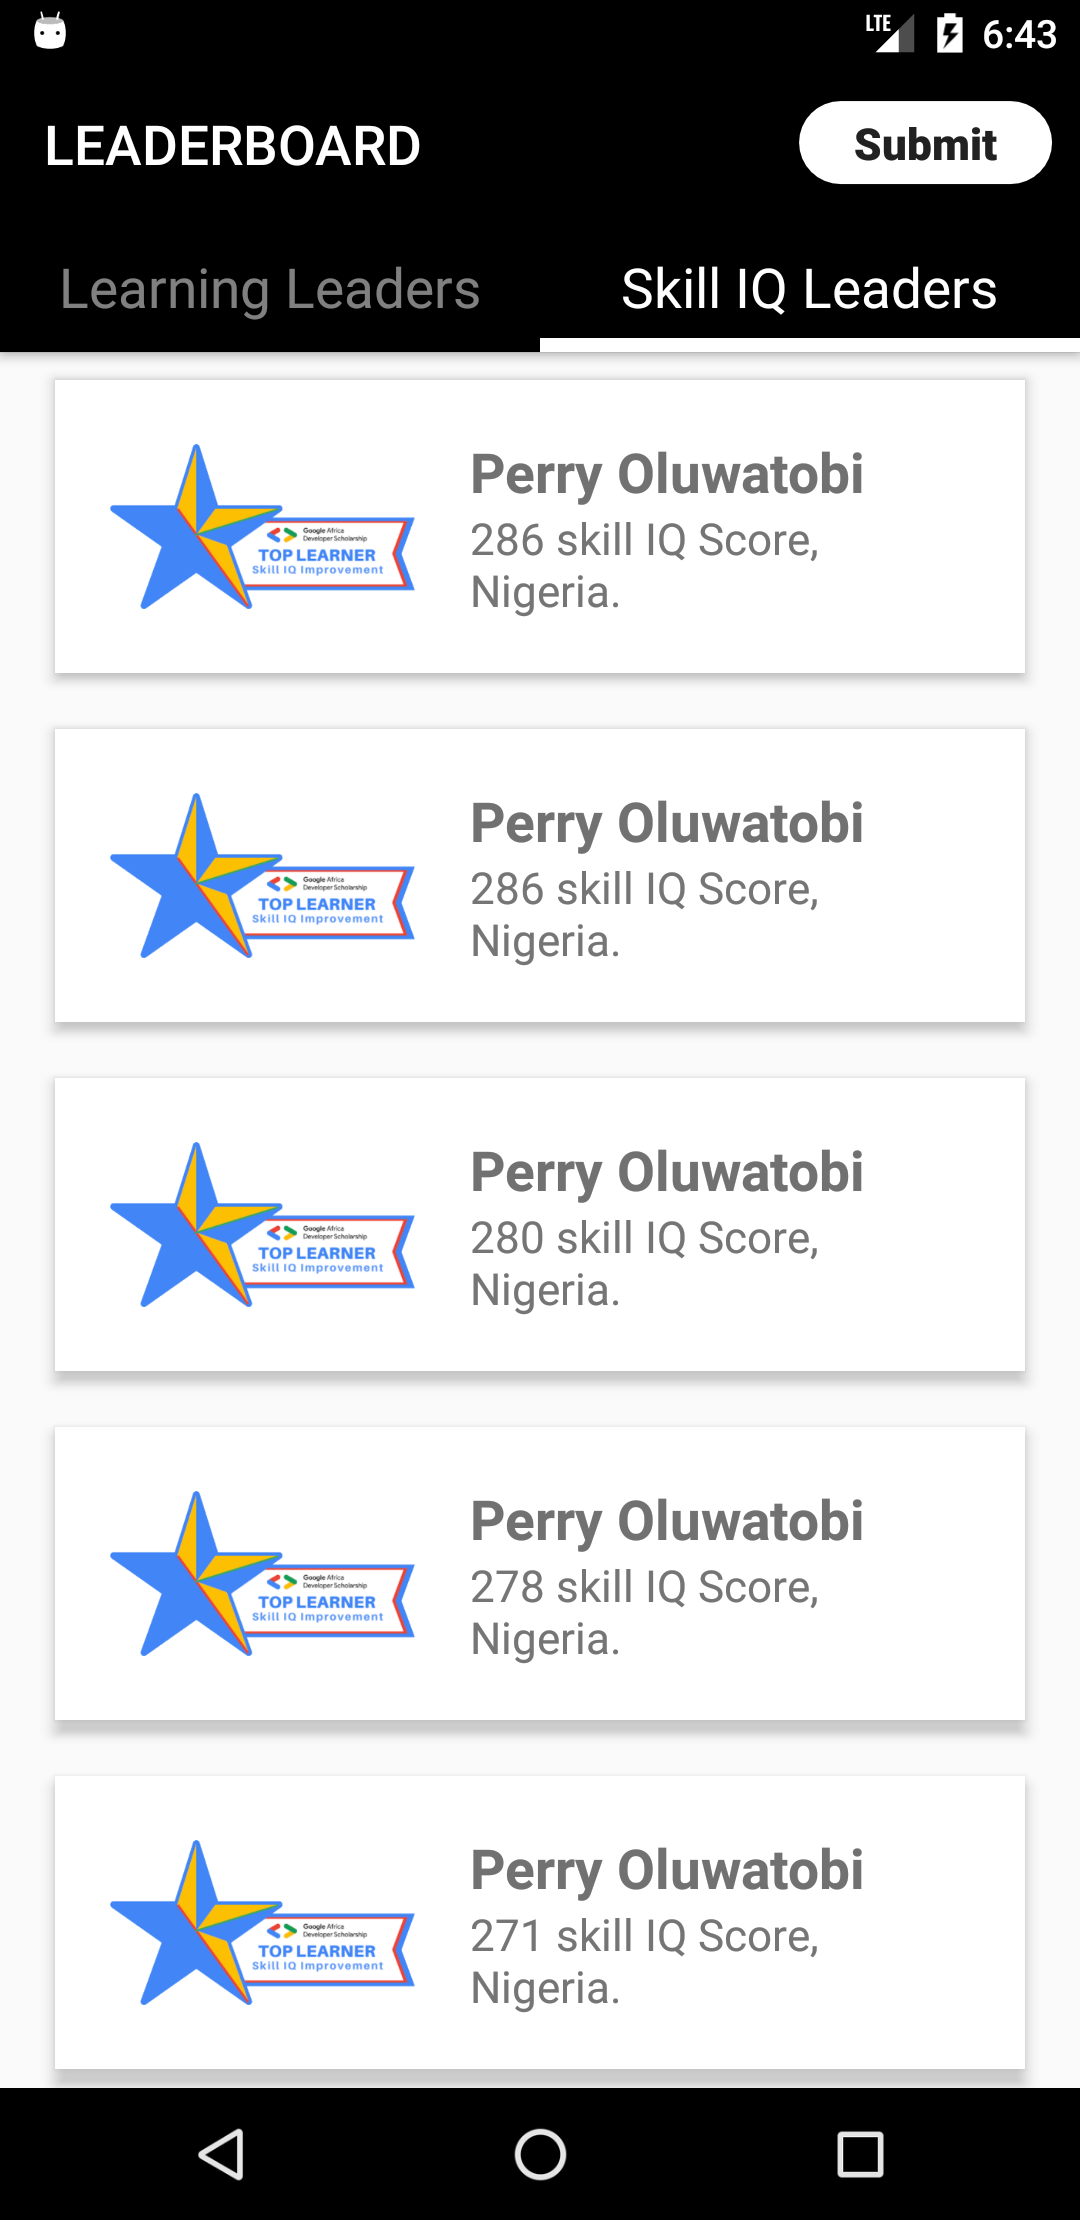 LTE 6:43
LEADERBOARD
Submit
Learning Leaders
Skill IQ Leaders
Google Africa
Developer Scholarship
TOP LEARNER
Skill IQ Improvement
Perry Oluwatobi
286 skill IQ Score,
Nigeria.
Google Africa
Developer Scholarship
TOP LEARNER
Skill IQ Improvement
Perry Oluwatobi
286 skill IQ Score,
Nigeria.
Google Africa
Developer Scholarship
TOP LEARNER
Skill IQ Improvement
Perry Oluwatobi
280 skill IQ Score,
Nigeria.
Google Africa
Developer Scholarship
TOP LEARNER
Skill IQ Improvement
Perry Oluwatobi
278 skill IQ Score,
Nigeria.
Google Africa
Developer Scholarship
TOP LEARNER
Skill IQ Improvement
Perry Oluwatobi
271 skill IQ Score,
Nigeria.